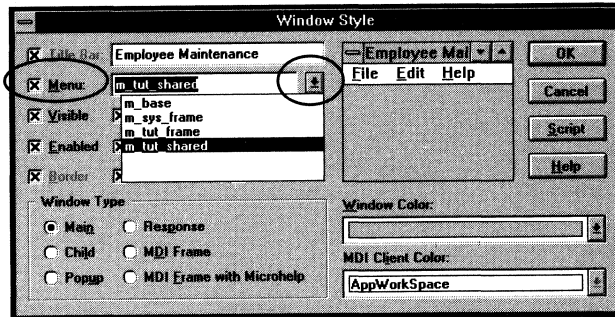 Window Style
Title Bar: Employee Maintenance
Employee Mai
OK
Menu: m_tut_shared
File Edit Help
Cancel
m_base
m_sys_frame
m_tut_frame
m_tut_shared
Visible
Script
Enabled
Help
Border
Window Type
Main Response
Child MDI Frame
Popup MDI Frame with Microhelp
Window Color:
MDI Client Color:
AppWorkSpace